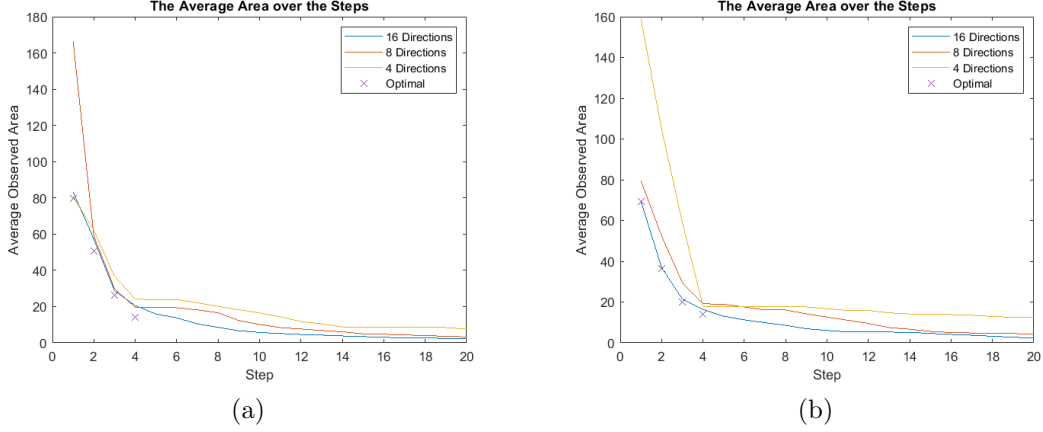 The Average Area over the Steps
180
160
140
120
100
80
60
40
20
0
Average Observed Area
16 Directions
8 Directions
4 Directions
Optimal
0 2 4 6 8 10 12 14 16 18 20
Step
(a)
The Average Area over the Steps
160
140
120
100
80
60
40
20
0
Average Observed Area
16 Directions
8 Directions
4 Directions
Optimal
0 2 4 6 8 10 12 14 16 18 20
Step
(b)